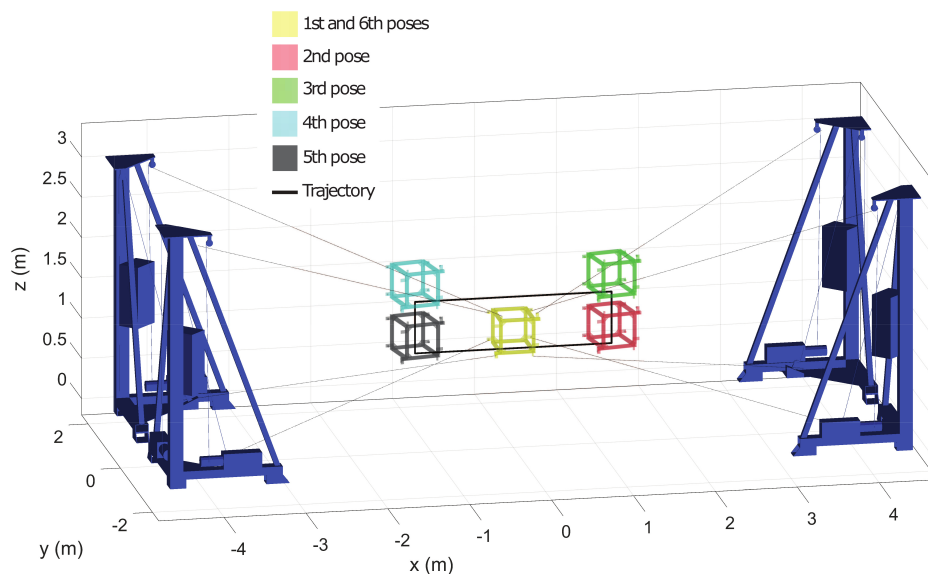 1st and 6th poses
2nd pose
3rd pose
4th pose
5th pose
Trajectory
3
2.5
2
1.5
1
0.5
0
z (m)
2
0
-2
y (m)
-4
-3
-2
-1
0
1
2
3
4
x (m)